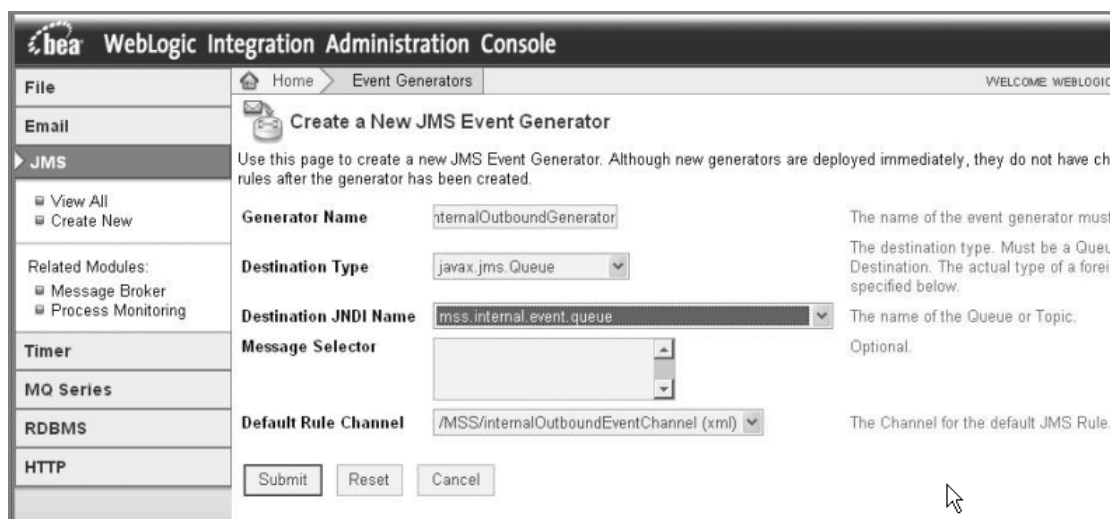 bea WebLogic Integration Administration Console
File
Email
JMS
View All
Create New
Related Modules:
Message Broker
Process Monitoring
Timer
MQ Series
RDBMS
HTTP
Home Event Generators WELCOME WEBLOGIC
Create a New JMS Event Generator
Use this page to create a new JMS Event Generator. Although new generators are deployed immediately, they do not have
rules after the generator has been created.
Generator Name nternalOutboundGenerator The name of the event generator must
Destination Type javax.jms.Queue The destination type. Must be a
Destination. The actual type of a
specified below.
Destination JNDI Name mss.internal.event.queue The name of the Queue or Topic.
Message Selector Optional.
Default Rule Channel /MSS/internalOutboundEventChannel (xml) The Channel for the default JMS Rule.
Submit Reset Cancel